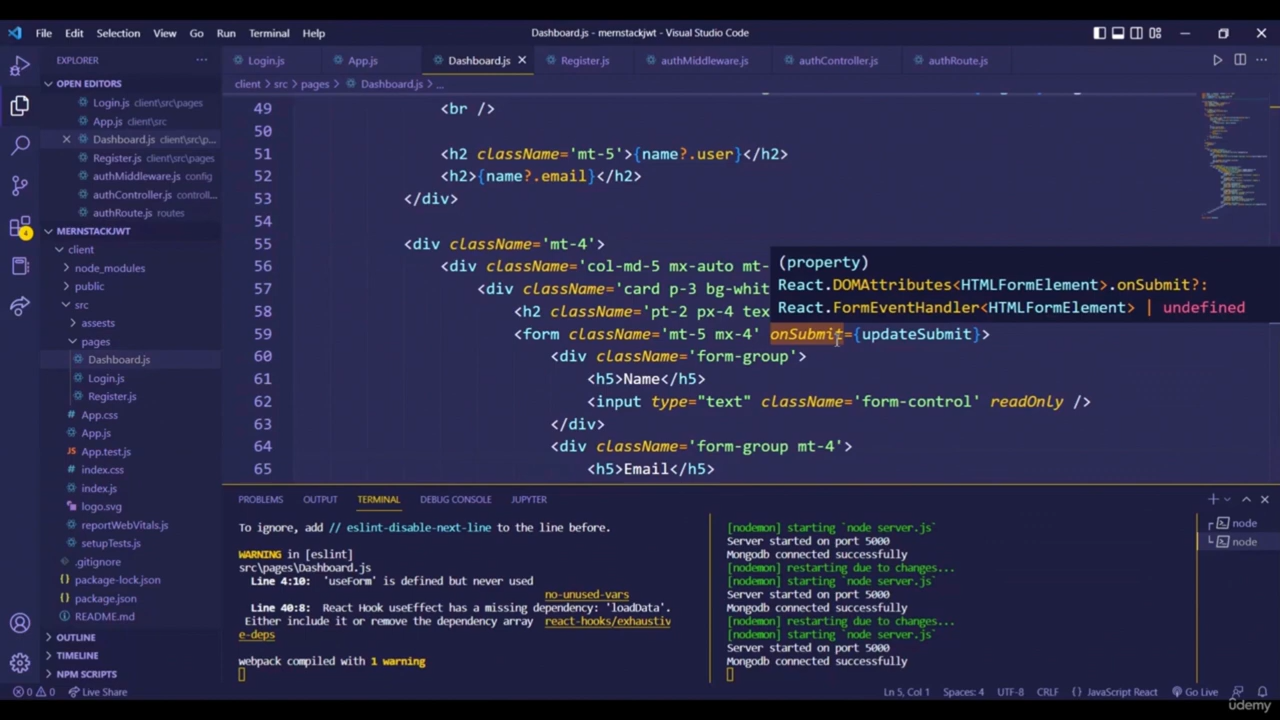 File Edit Selection View Go Run Terminal Help
Dashboard.js - mernstackjwt - Visual Studio Code
EXPLORER
Login.js App.js Dashboard.js Register.js authMiddleware.js authController.js authRoute.js
OPEN EDITORS
client > src > pages > Dashboard.js > ...
Login.js client\src\pages
App.js client\src
Dashboard.js client\src\p...
Register.js client\src\pages
authMiddleware.js config
authController.js controll...
authRoute.js routes
MERNSTACKJWT
client
node_modules
public
src
assests
pages
Dashboard.js
Login.js
Register.js
App.css
App.js
App.test.js
index.css
index.js
logo.svg
reportWebVitals.js
setupTests.js
.gitignore
package-lock.json
package.json
README.md
OUTLINE
TIMELINE
NPM SCRIPTS
4
49 <br />
50
51 <h2 className='mt-5'>{name?.user}</h2>
52 <h2>{name?.email}</h2>
53 </div>
54
55 <div className='mt-4'>
56 <div className='col-md-5 mx-auto mt-
57 <div className='card p-3 bg-whit
58 <h2 className='pt-2 px-4 tex
59 <form className='mt-5 mx-4' onSubmit={updateSubmit}>
60 <div className='form-group'>
61 <h5>Name</h5>
62 <input type="text" className='form-control' readOnly />
63 </div>
64 <div className='form-group mt-4'>
65 <h5>Email</h5>
(property)
React.DOMAttributes<HTMLFormElement>.onSubmit?:
React.FormEventHandler<HTMLFormElement> | undefined
PROBLEMS OUTPUT TERMINAL DEBUG CONSOLE JUPYTER
To ignore, add // eslint-disable-next-line to the line before.
WARNING in [eslint]
src\pages\Dashboard.js
Line 4:10: 'useForm' is defined but never used
no-unused-vars
Line 40:8: React Hook useEffect has a missing dependency: 'loadData'.
Either include it or remove the dependency array react-hooks/exhaustiv
e-deps
webpack compiled with 1 warning
[nodemon] starting `node server.js`
Server started on port 5000
Mongodb connected successfully
[nodemon] restarting due to changes...
[nodemon] starting `node server.js`
Server started on port 5000
Mongodb connected successfully
[nodemon] restarting due to changes...
[nodemon] starting `node server.js`
Server started on port 5000
Mongodb connected successfully
node
node
0 0 Live Share
Ln 5, Col 1 Spaces: 4 UTF-8 CRLF {} JavaScript React Go Live
udemy